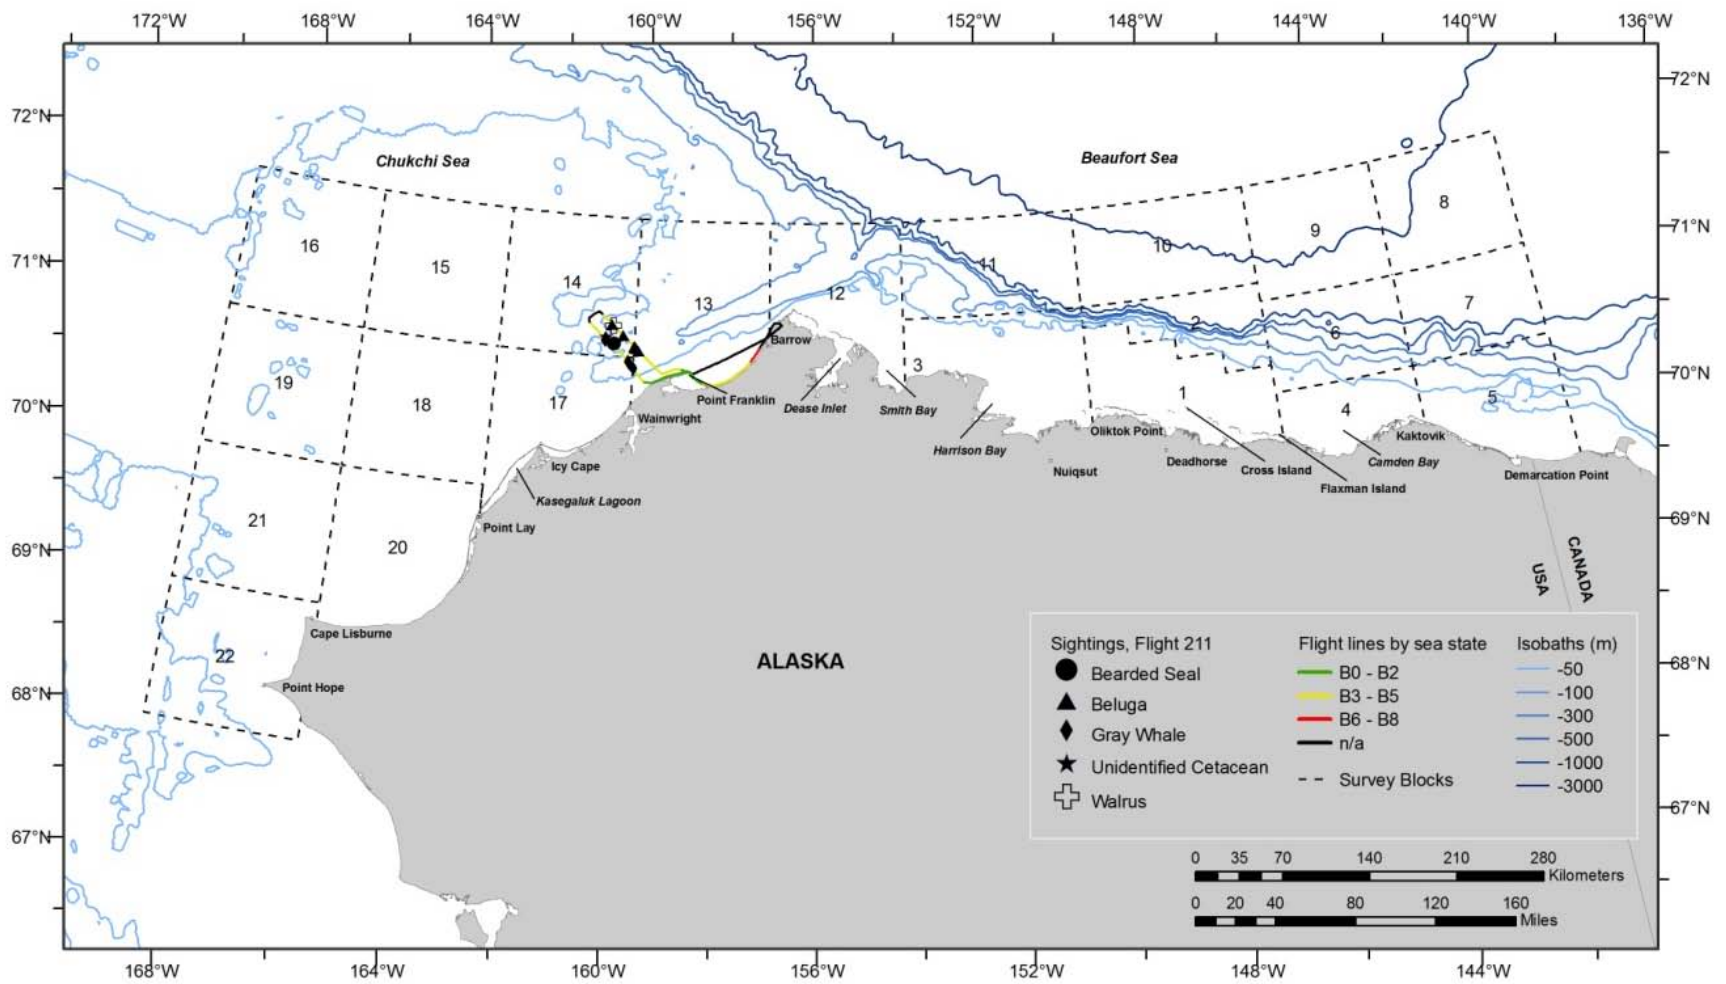 172°W 168°W 164°W 160°W 156°W 152°W 148°W 144°W 140°W 136°W
72°N
72°N
Chukchi Sea
Beaufort Sea
8
9
71°N
16
10
15
71°N
11
14
12
13
7
2
6
Barrow
3
70°N
19
1
5
Point Franklin
18
17
Dease Inlet
Smith Bay
4
70°N
Wainwright
Oliktok Point
Kaktovik
Harrison Bay
Icy Cape
Nuiqsut
Deadhorse
Cross Island
Camden Bay
Demarcation Point
Flaxman Island
Kasegaluk Lagoon
21
Point Lay
69°N
20
69°N
CANADA
USA
Cape Lisburne
22
ALASKA
68°N
Point Hope
68°N
Sightings, Flight 211
Bearded Seal
Beluga
Gray Whale
Unidentified Cetacean
Walrus
Flight lines by sea state
B0 - B2
B3 - B5
B6 - B8
n/a
Survey Blocks
Isobaths (m)
-50
-100
-300
-500
-1000
-3000
67°N
67°N
0 35 70 140 210 280
Kilometers
0 20 40 80 120 160
Miles
168°W 164°W 160°W 156°W 152°W 148°W 144°W